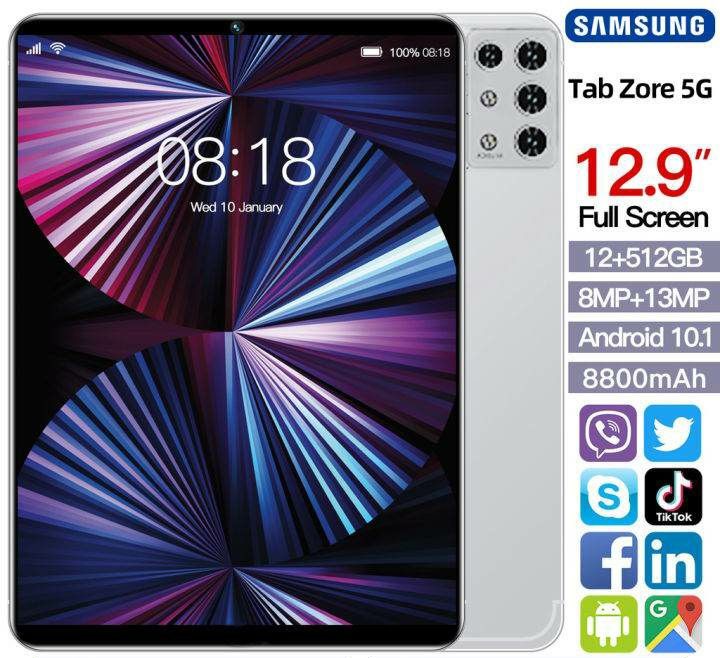 100% 08:18
08:18
Wed 10 January
SAMSUNG
Tab Zore 5G
12.9"
Full Screen
12+512GB
8MP+13MP
Android 10.1
8800mAh
TikTok
G